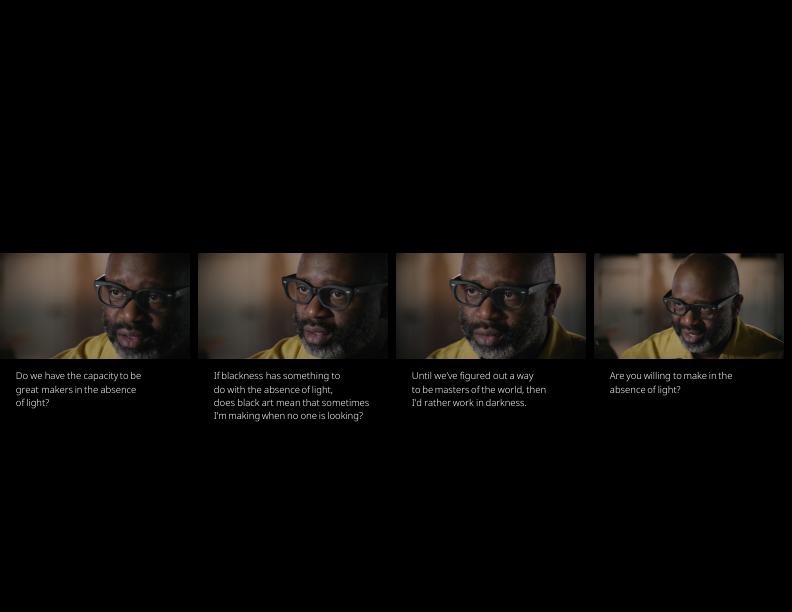 Do we have the capacity to be
great makers in the absence
of light?
If blackness has something to
do with the absence of light,
does black art mean that sometimes
I'm making when no one is looking?
Until we've figured out a way
to be masters of the world, then
I'd rather work in darkness.
Are you willing to make in the
absence of light?